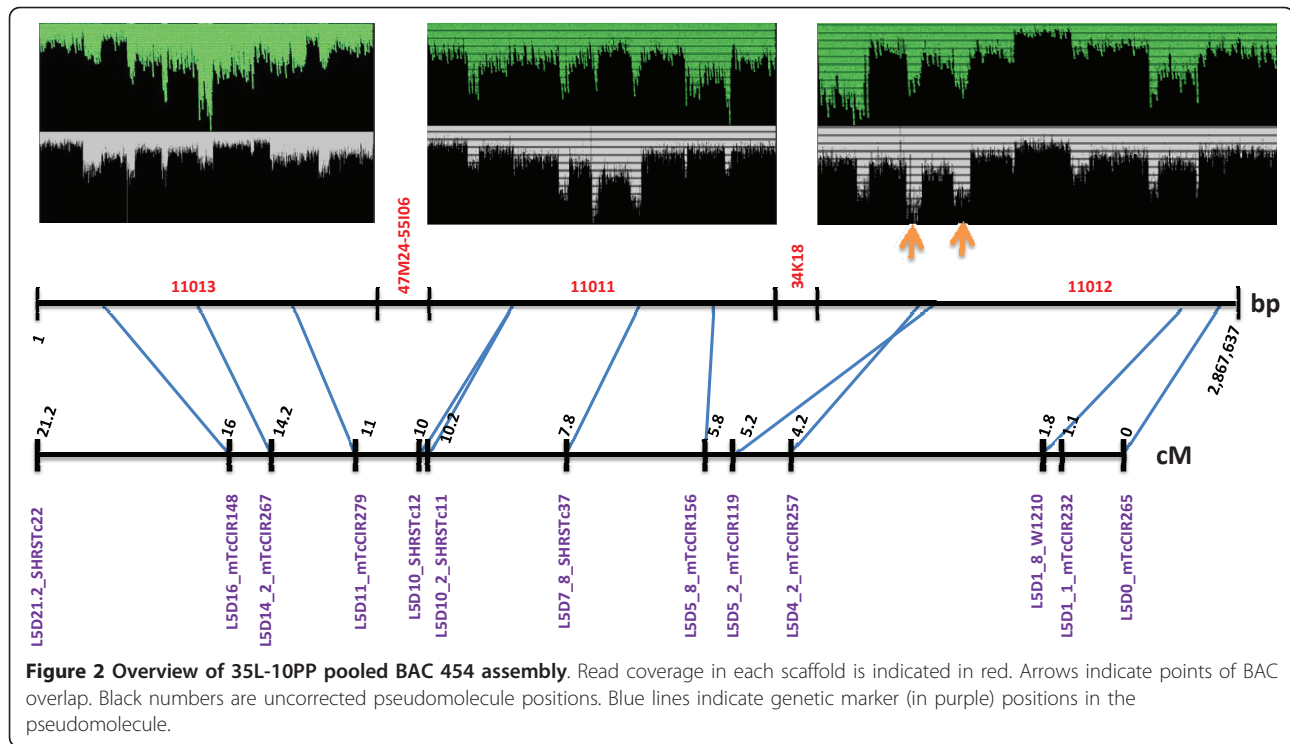 47M24-55I06
34K18
11013
11011
11012
bp
1
2,867,637
21.2
16
14.2
11
10
10.2
7.8
5.8
5.2
4.2
1.8
1.1
0
cM
L5D21.2_SHRSTc22
L5D16_mTcCIR148
L5D14_2_mTcCIR267
L5D11_mTcCIR279
L5D10_SHRSTc12
L5D10_2_SHRSTc11
L5D7_8_SHRSTc37
L5D5_8_mTcCIR156
L5D5_2_mTcCIR119
L5D4_2_mTcCIR257
L5D1_8_W1210
L5D1_1_mTcCIR232
L5D0_mTcCIR265
Figure 2 Overview of 35L-10PP pooled BAC 454 assembly. Read coverage in each scaffold is indicated in red. Arrows indicate points of BAC
overlap. Black numbers are uncorrected pseudomolecule positions. Blue lines indicate genetic marker (in purple) positions in the
pseudomolecule.